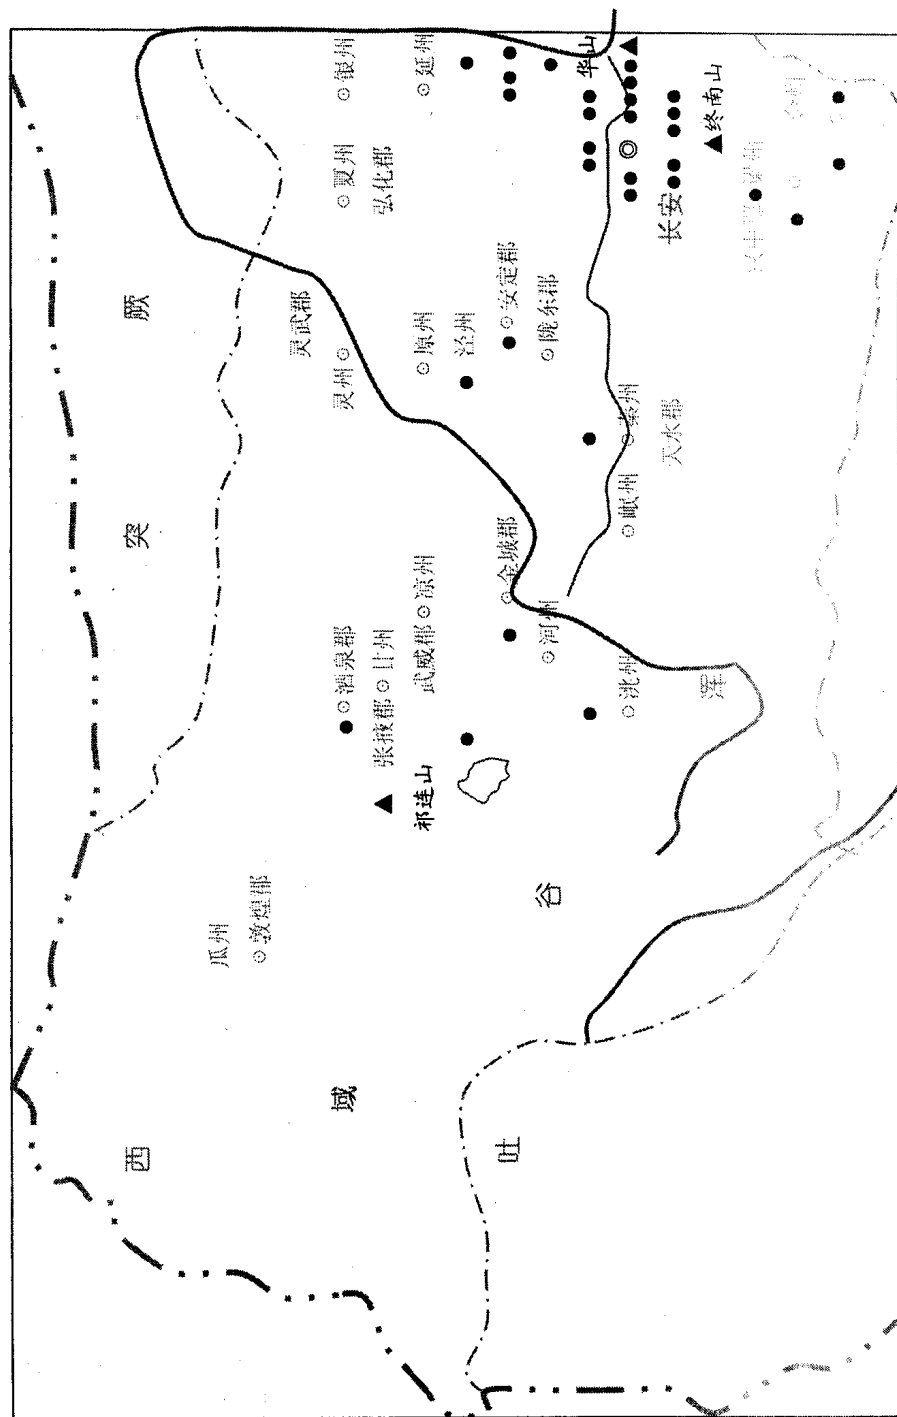 突厥
西域
吐谷浑
银州
延州
夏州
弘化郡
灵武郡
灵州
原州
泾州
安定郡
陇东郡
华山
长安
终南山
秦州
天水郡
岷州
金城郡
河州
洮州
武威郡
凉州
酒泉郡
张掖郡
甘州
祁连山
瓜州
敦煌郡